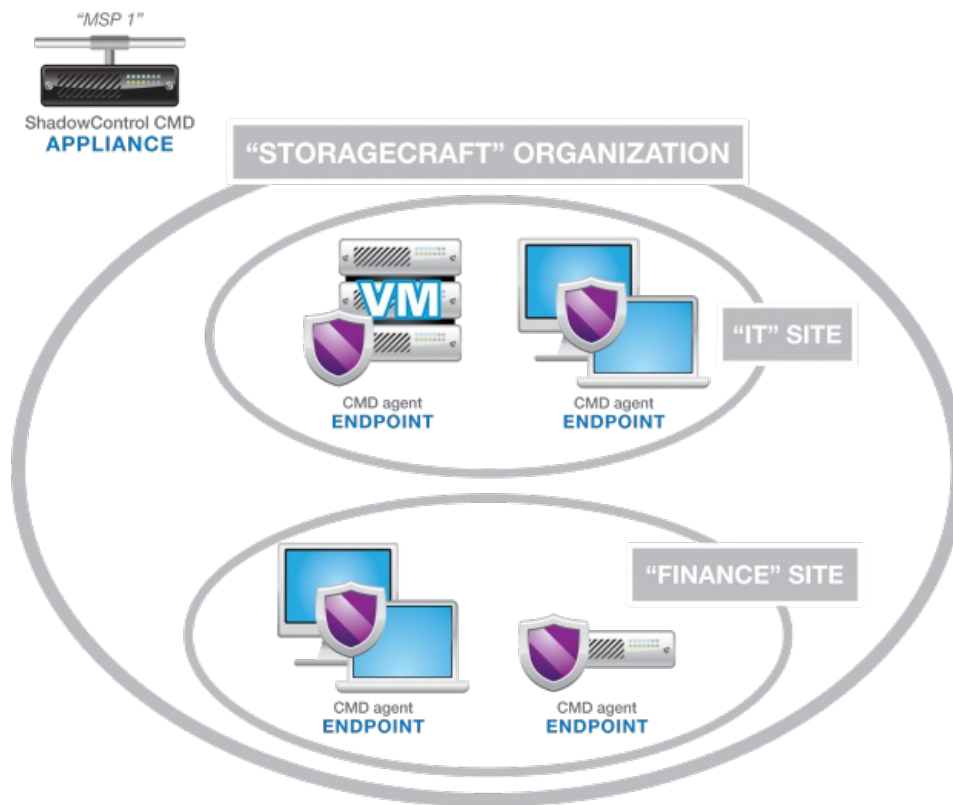 "MSP 1"
ShadowControl CMD
APPLIANCE
"STORAGECRAFT" ORGANIZATION
VM
"IT" SITE
CMD agent
ENDPOINT
CMD agent
ENDPOINT
"FINANCE" SITE
CMD agent
ENDPOINT
CMD agent
ENDPOINT